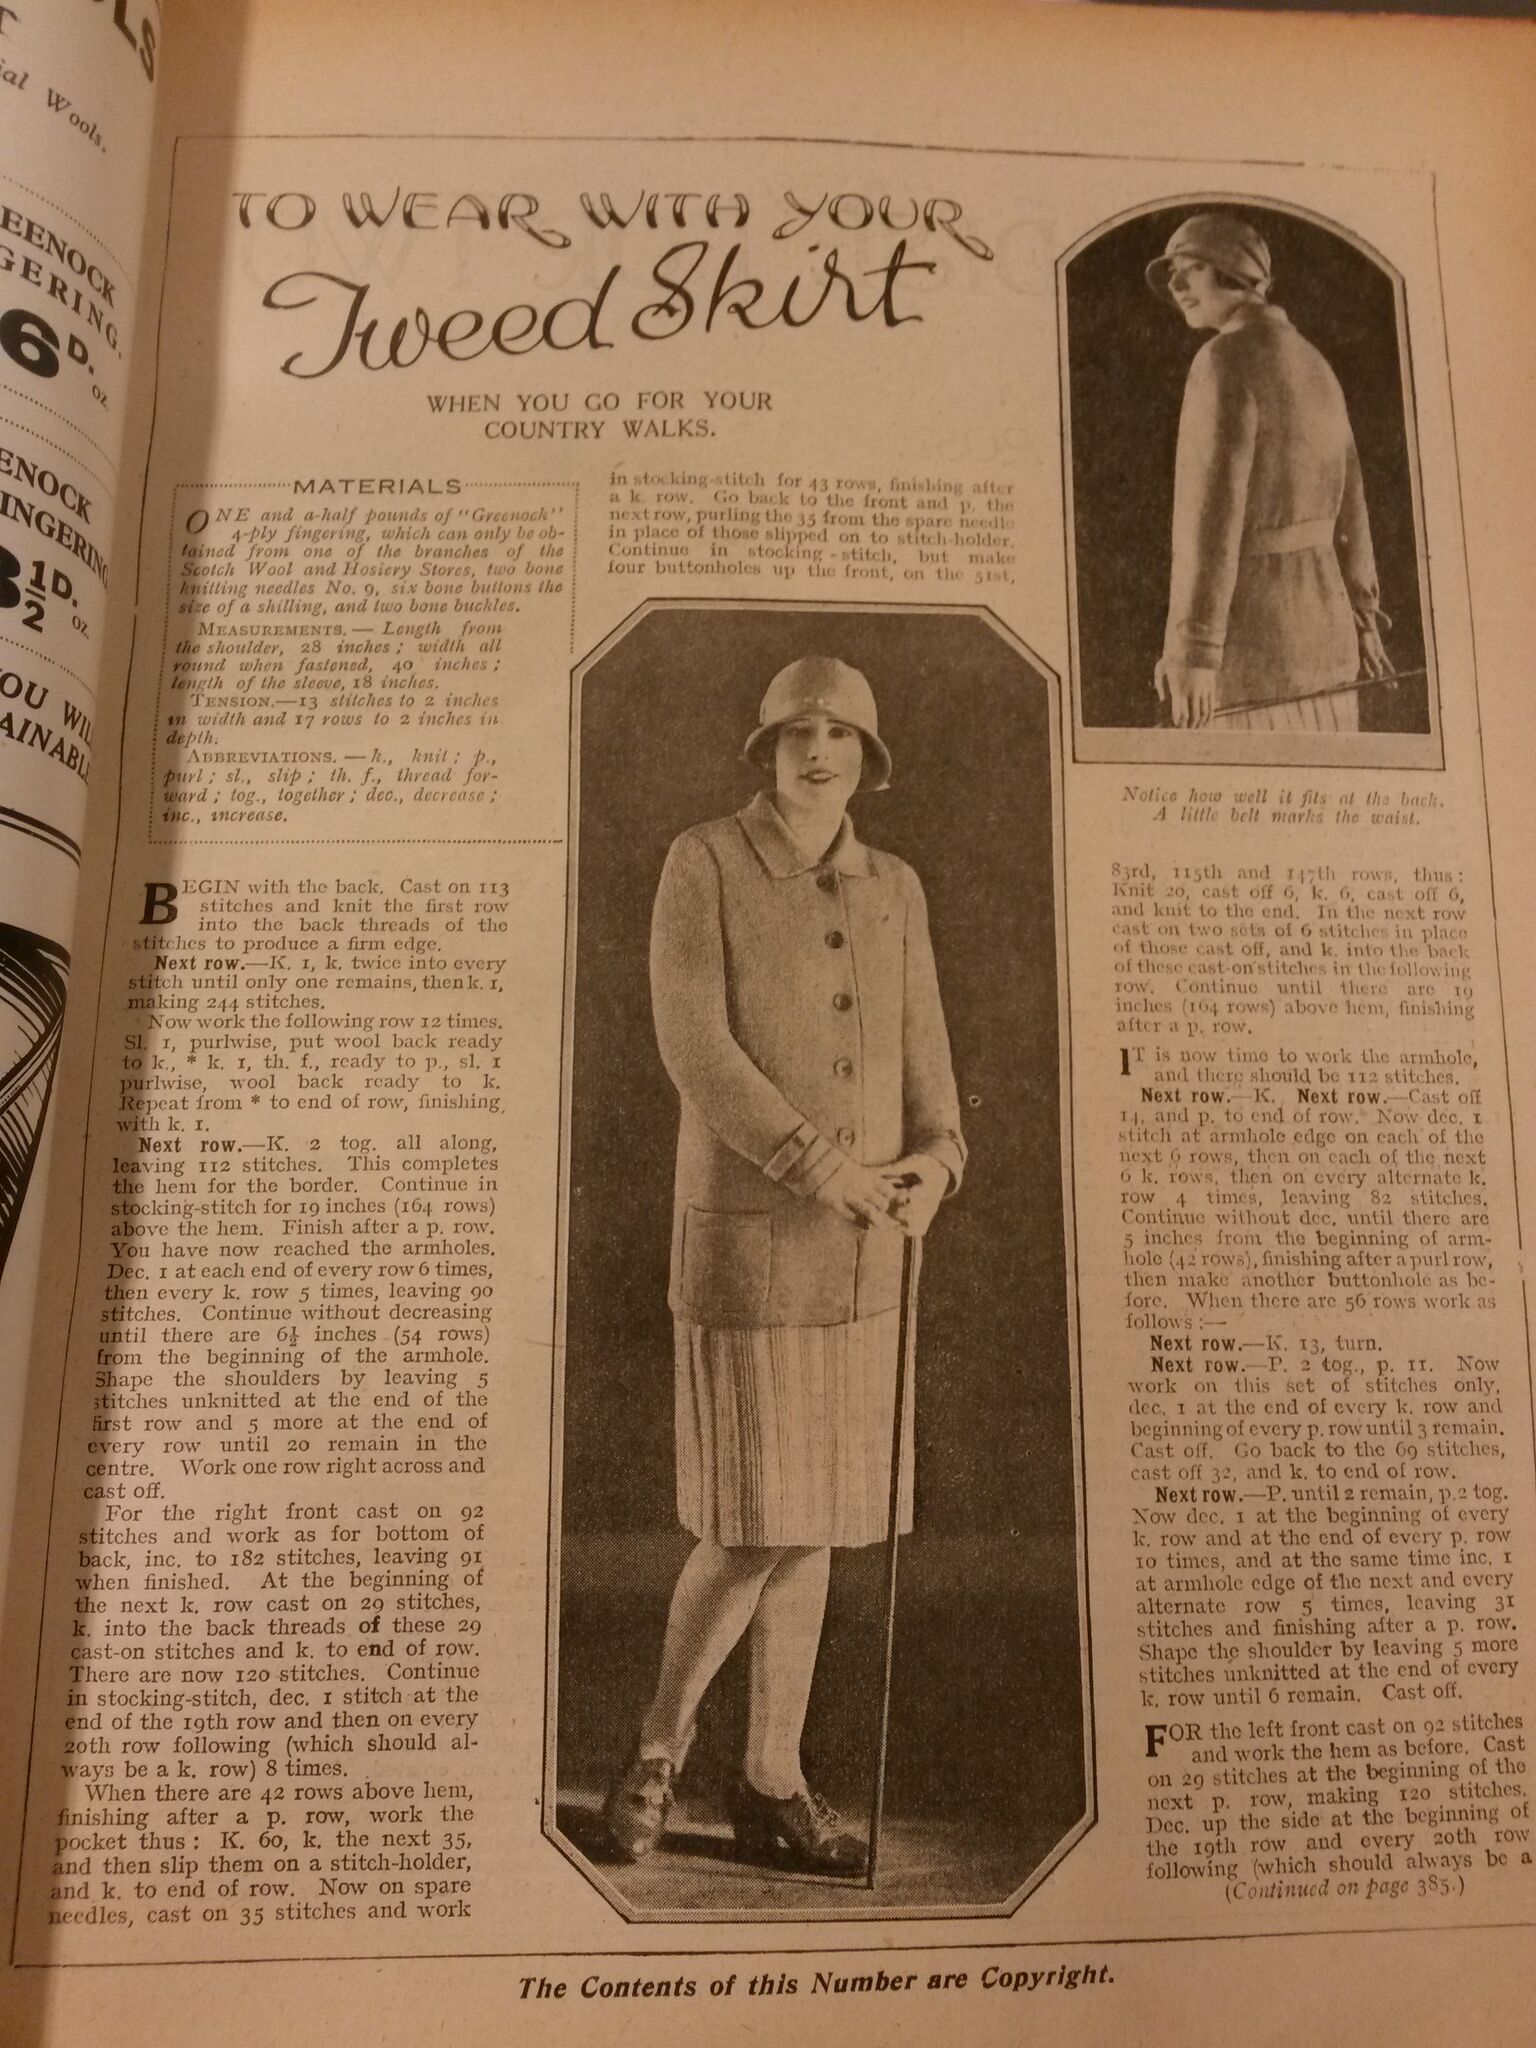 LS
T
ial Wools.
EENOCK
GERING.
6D.
oz.
ENOCK
INGERING
3½D.
oz.
YOU WIL
AINABL
TO WEAR WITH YOUR
Tweed Skirt
WHEN YOU GO FOR YOUR
COUNTRY WALKS.
MATERIALS
ONE and a-half pounds of "Greenock"
4-ply fingering, which can only be ob-
tained from one of the branches of the
Scotch Wool and Hosiery Stores, two bone
knitting needles No. 9, six bone buttons the
size of a shilling, and two bone buckles.
MEASUREMENTS.—Length from
the shoulder, 28 inches; width all
round when fastened, 40 inches;
length of the sleeve, 18 inches.
TENSION.—13 stitches to 2 inches
in width and 17 rows to 2 inches in
depth.
ABBREVIATIONS.—k., knit; p.,
purl; sl., slip; th. f., thread for-
ward; tog., together; dec., decrease;
inc., increase.
BEGIN with the back. Cast on 113
stitches and knit the first row
into the back threads of the
stitches to produce a firm edge.
Next row.—K. 1, k. twice into every
stitch until only one remains, then k. 1,
making 244 stitches.
Now work the following row 12 times.
Sl. 1, purlwise, put wool back ready
to k., * k. 1, th. f., ready to p., sl. 1
purlwise, wool back ready to k.
Repeat from * to end of row, finishing
with k. 1.
Next row.—K. 2 tog. all along,
leaving 112 stitches. This completes
the hem for the border. Continue in
stocking-stitch for 19 inches (164 rows)
above the hem. Finish after a p. row.
You have now reached the armholes.
Dec. 1 at each end of every row 6 times,
then every k. row 5 times, leaving 90
stitches. Continue without decreasing
until there are 6½ inches (54 rows)
from the beginning of the armhole.
Shape the shoulders by leaving 5
stitches unknitted at the end of the
first row and 5 more at the end of
every row until 20 remain in the
centre. Work one row right across and
cast off.
For the right front cast on 92
stitches and work as for bottom of
back, inc. to 182 stitches, leaving 91
when finished. At the beginning of
the next k. row cast on 29 stitches,
k. into the back threads of these 29
cast-on stitches and k. to end of row.
There are now 120 stitches. Continue
in stocking-stitch, dec. 1 stitch at the
end of the 19th row and then on every
20th row following (which should al-
ways be a k. row) 8 times.
When there are 42 rows above hem,
finishing after a p. row, work the
pocket thus: K. 60, k. the next 35,
and then slip them on a stitch-holder,
and k. to end of row. Now on spare
needles, cast on 35 stitches and work
in stocking-stitch for 43 rows, finishing after
a k. row. Go back to the front and p. the
next row, purling the 35 from the spare needle
in place of those slipped on to stitch-holder.
Continue in stocking-stitch, but make
four buttonholes up the front, on the 51st,
Notice how well it fits at the back.
A little belt marks the waist.
83rd, 115th and 147th rows, thus:
Knit 20, cast off 6, k. 6, cast off 6,
and knit to the end. In the next row
cast on two sets of 6 stitches in place
of those cast off, and k. into the back
of these cast-on stitches in the following
row. Continue until there are 19
inches (164 rows) above hem, finishing
after a p. row.
IT is now time to work the armhole,
and there should be 112 stitches.
Next row.—K. Next row.—Cast off
14, and p. to end of row. Now dec. 1
stitch at armhole edge on each of the
next 6 rows, then on each of the next
6 k. rows, then on every alternate k.
row 4 times, leaving 82 stitches.
Continue without dec. until there are
5 inches from the beginning of arm-
hole (42 rows), finishing after a purl row,
then make another buttonhole as be-
fore. When there are 56 rows work as
follows:—
Next row.—K. 13, turn.
Next row.—P. 2 tog., p. 11. Now
work on this set of stitches only,
dec. 1 at the end of every k. row and
beginning of every p. row until 3 remain.
Cast off. Go back to the 69 stitches,
cast off 32, and k. to end of row.
Next row.—P. until 2 remain, p. 2 tog.
Now dec. 1 at the beginning of every
k. row and at the end of every p. row
10 times, and at the same time inc. 1
at armhole edge of the next and every
alternate row 5 times, leaving 31
stitches and finishing after a p. row.
Shape the shoulder by leaving 5 more
stitches unknitted at the end of every
k. row until 6 remain. Cast off.
FOR the left front cast on 92 stitches
and work the hem as before. Cast
on 29 stitches at the beginning of the
next p. row, making 120 stitches.
Dec. up the side at the beginning of
the 19th row and every 20th row
following (which should always be a
(Continued on page 385.)
The Contents of this Number are Copyright.